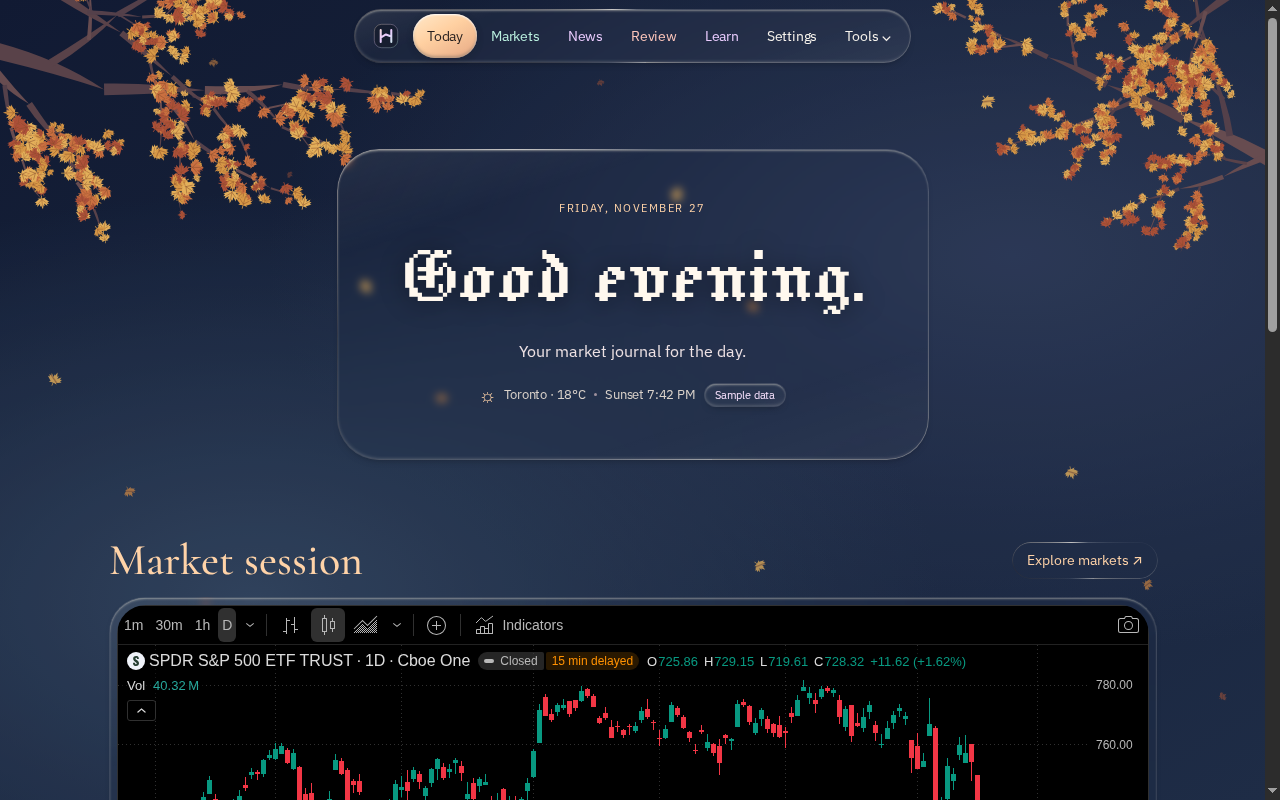 H
Today Markets News Review Learn Settings Tools
FRIDAY, NOVEMBER 27
Good evening.
Your market journal for the day.
Toronto · 18°C • Sunset 7:42 PM Sample data
Market session
Explore markets ↗
1m 30m 1h D Indicators
S SPDR S&P 500 ETF TRUST · 1D · Cboe One Closed 15 min delayed O725.86 H729.15 L719.61 C728.32 +11.62 (+1.62%)
Vol 40.32 M
780.00
760.00